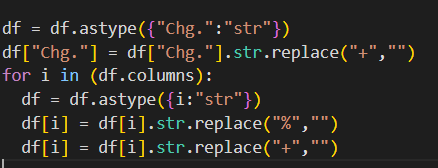 df = df.astype({"Chg.":"str"})
df["Chg."] = df["Chg."].str.replace("+","")
for i in (df.columns):
  df = df.astype({i:"str"})
  df[i] = df[i].str.replace("%","")
  df[i] = df[i].str.replace("+","")